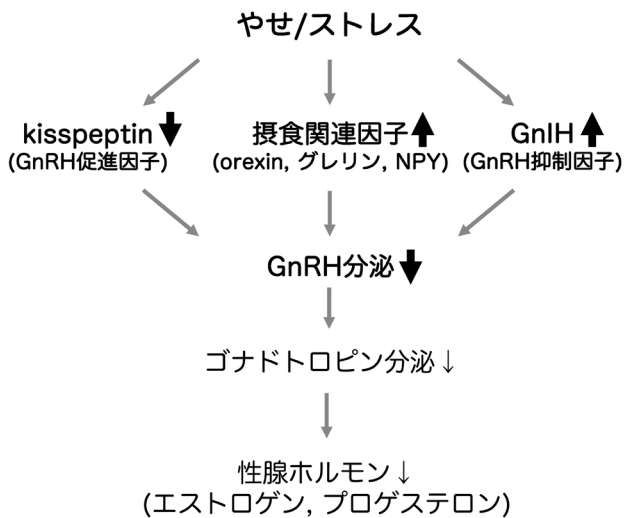 やせ/ストレス
kisspeptin 摂食関連因子 GnIH
(GnRH促進因子) (orexin, グレリン, NPY) (GnRH抑制因子)
GnRH分泌
ゴナドトロピン分泌↓
性腺ホルモン↓
(エストロゲン, プロゲステロン)